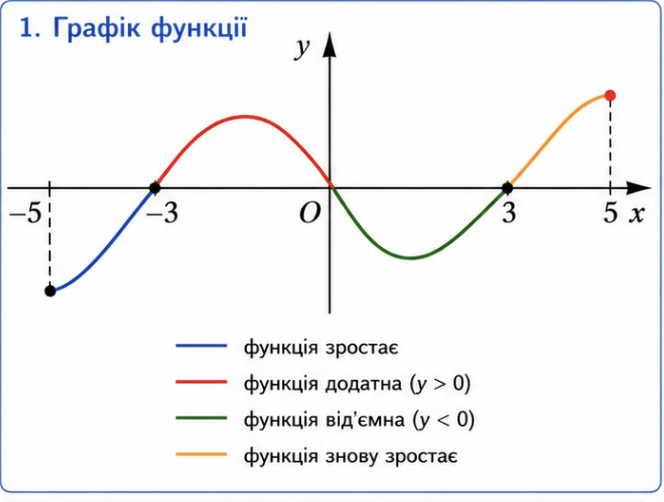 1. Графік функції
y
−5
−3
O
3
5
x
функція зростає
функція додатна (y > 0)
функція від’ємна (y < 0)
функція знову зростає